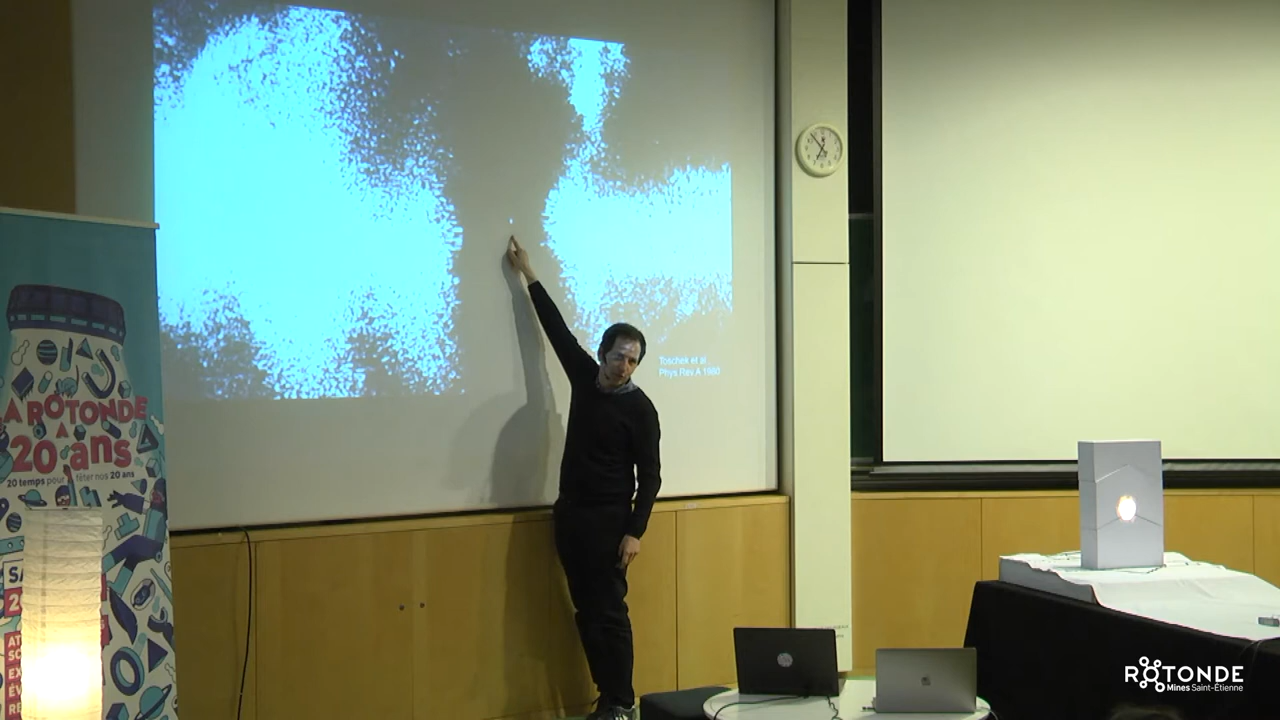 Toschek et al
Phys Rev A 1980
A ROTONDE
A
20 ans
20 temps pour fêter nos 20 ans
ROTONDE
Mines Saint-Étienne